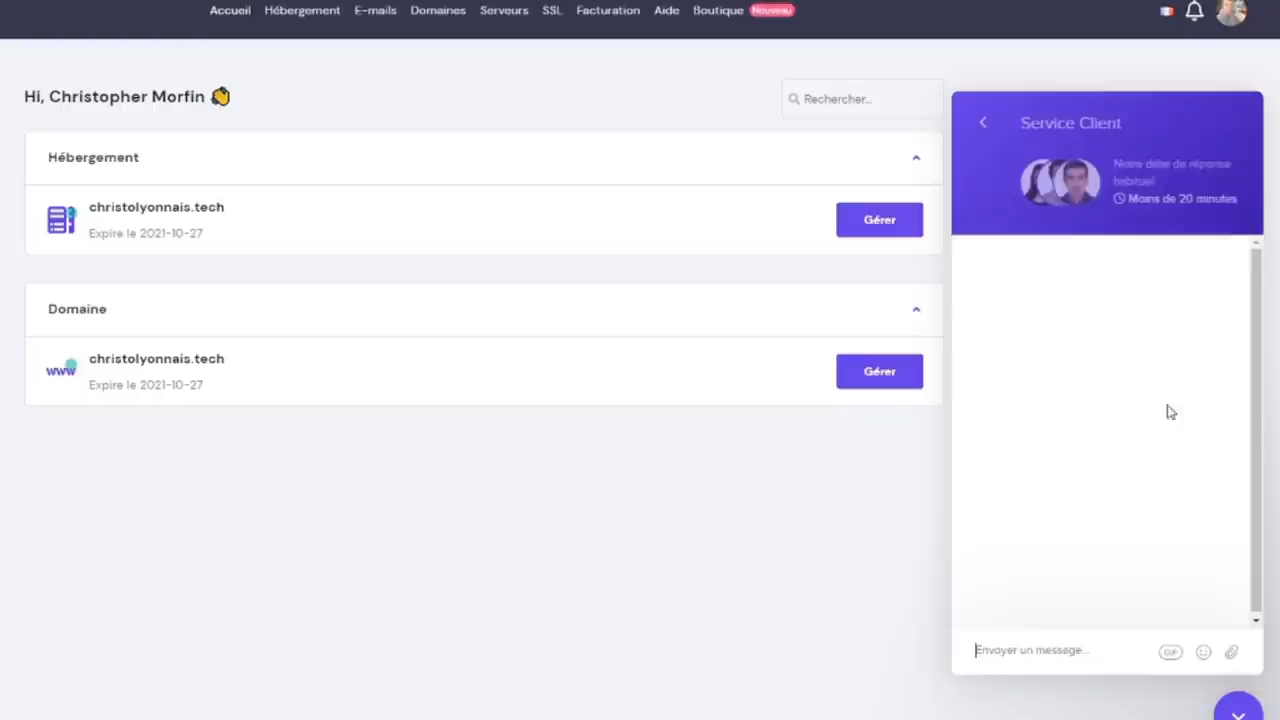 Accueil Hébergement E-mails Domaines Serveurs SSL Facturation Aide Boutique Nouveau
Hi, Christopher Morfin
Rechercher...
Service Client
Notre délai de réponse
habituel
Moins de 20 minutes
Hébergement
christolyonnais.tech
Expire le 2021-10-27
Gérer
Domaine
www
christolyonnais.tech
Expire le 2021-10-27
Gérer
Envoyer un message...
GIF